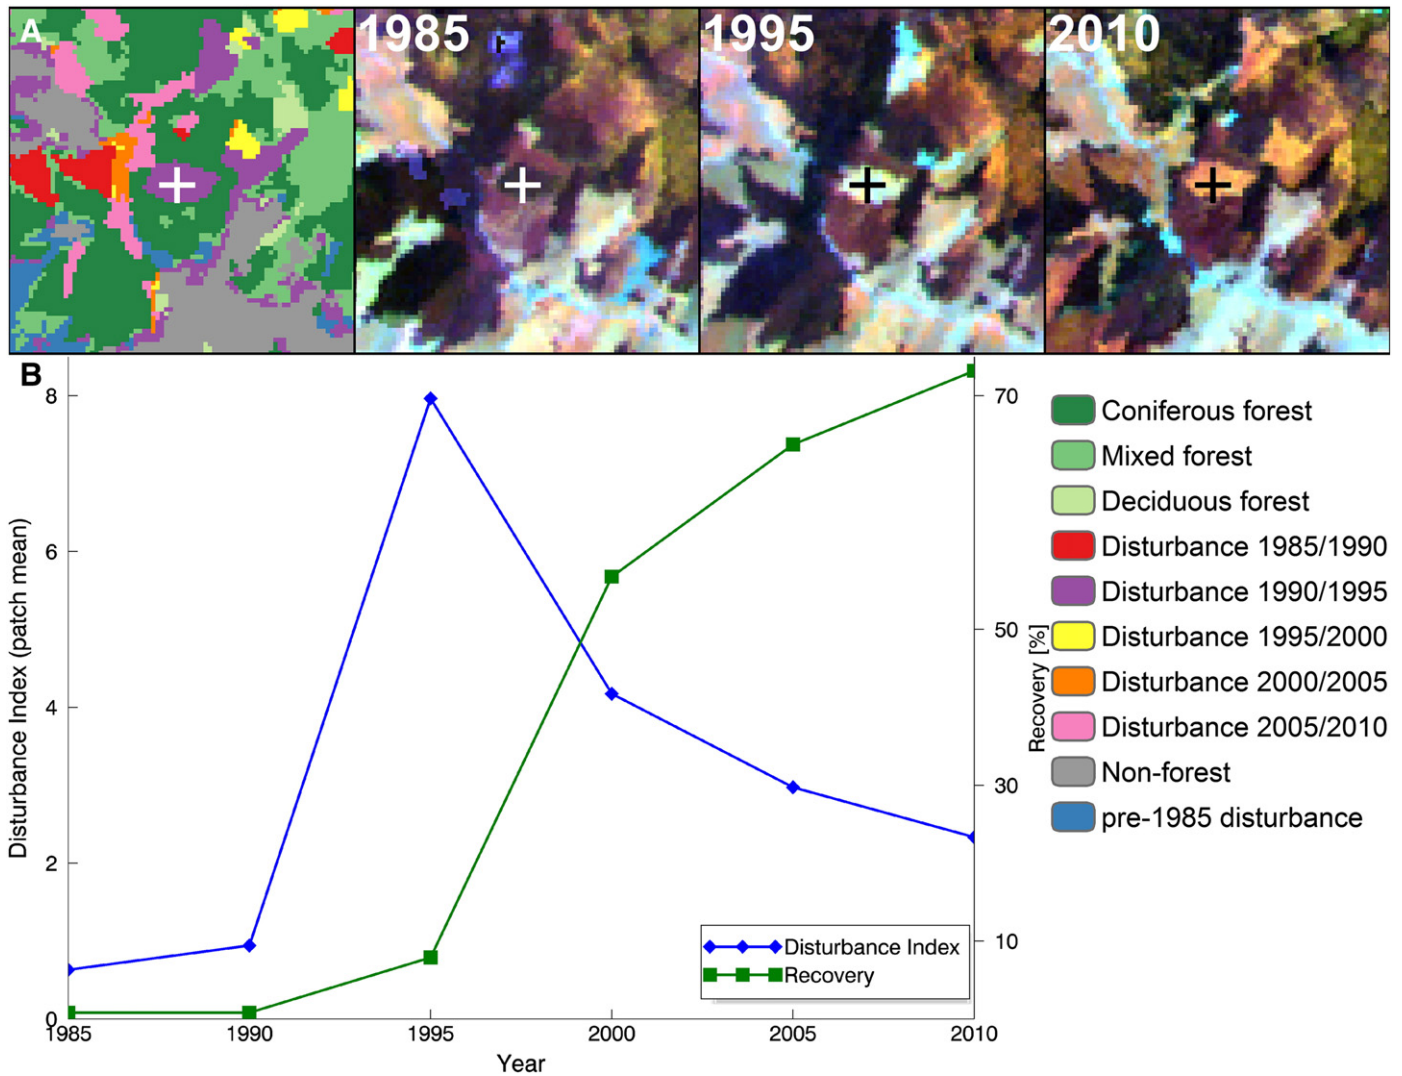 A
1985
1995
2010
B
8
6
4
2
0
Disturbance Index (patch mean)
70
50
30
10
Recovery [%]
1985
1990
1995
2000
2005
2010
Year
Disturbance Index
Recovery
Coniferous forest
Mixed forest
Deciduous forest
Disturbance 1985/1990
Disturbance 1990/1995
Disturbance 1995/2000
Disturbance 2000/2005
Disturbance 2005/2010
Non-forest
pre-1985 disturbance